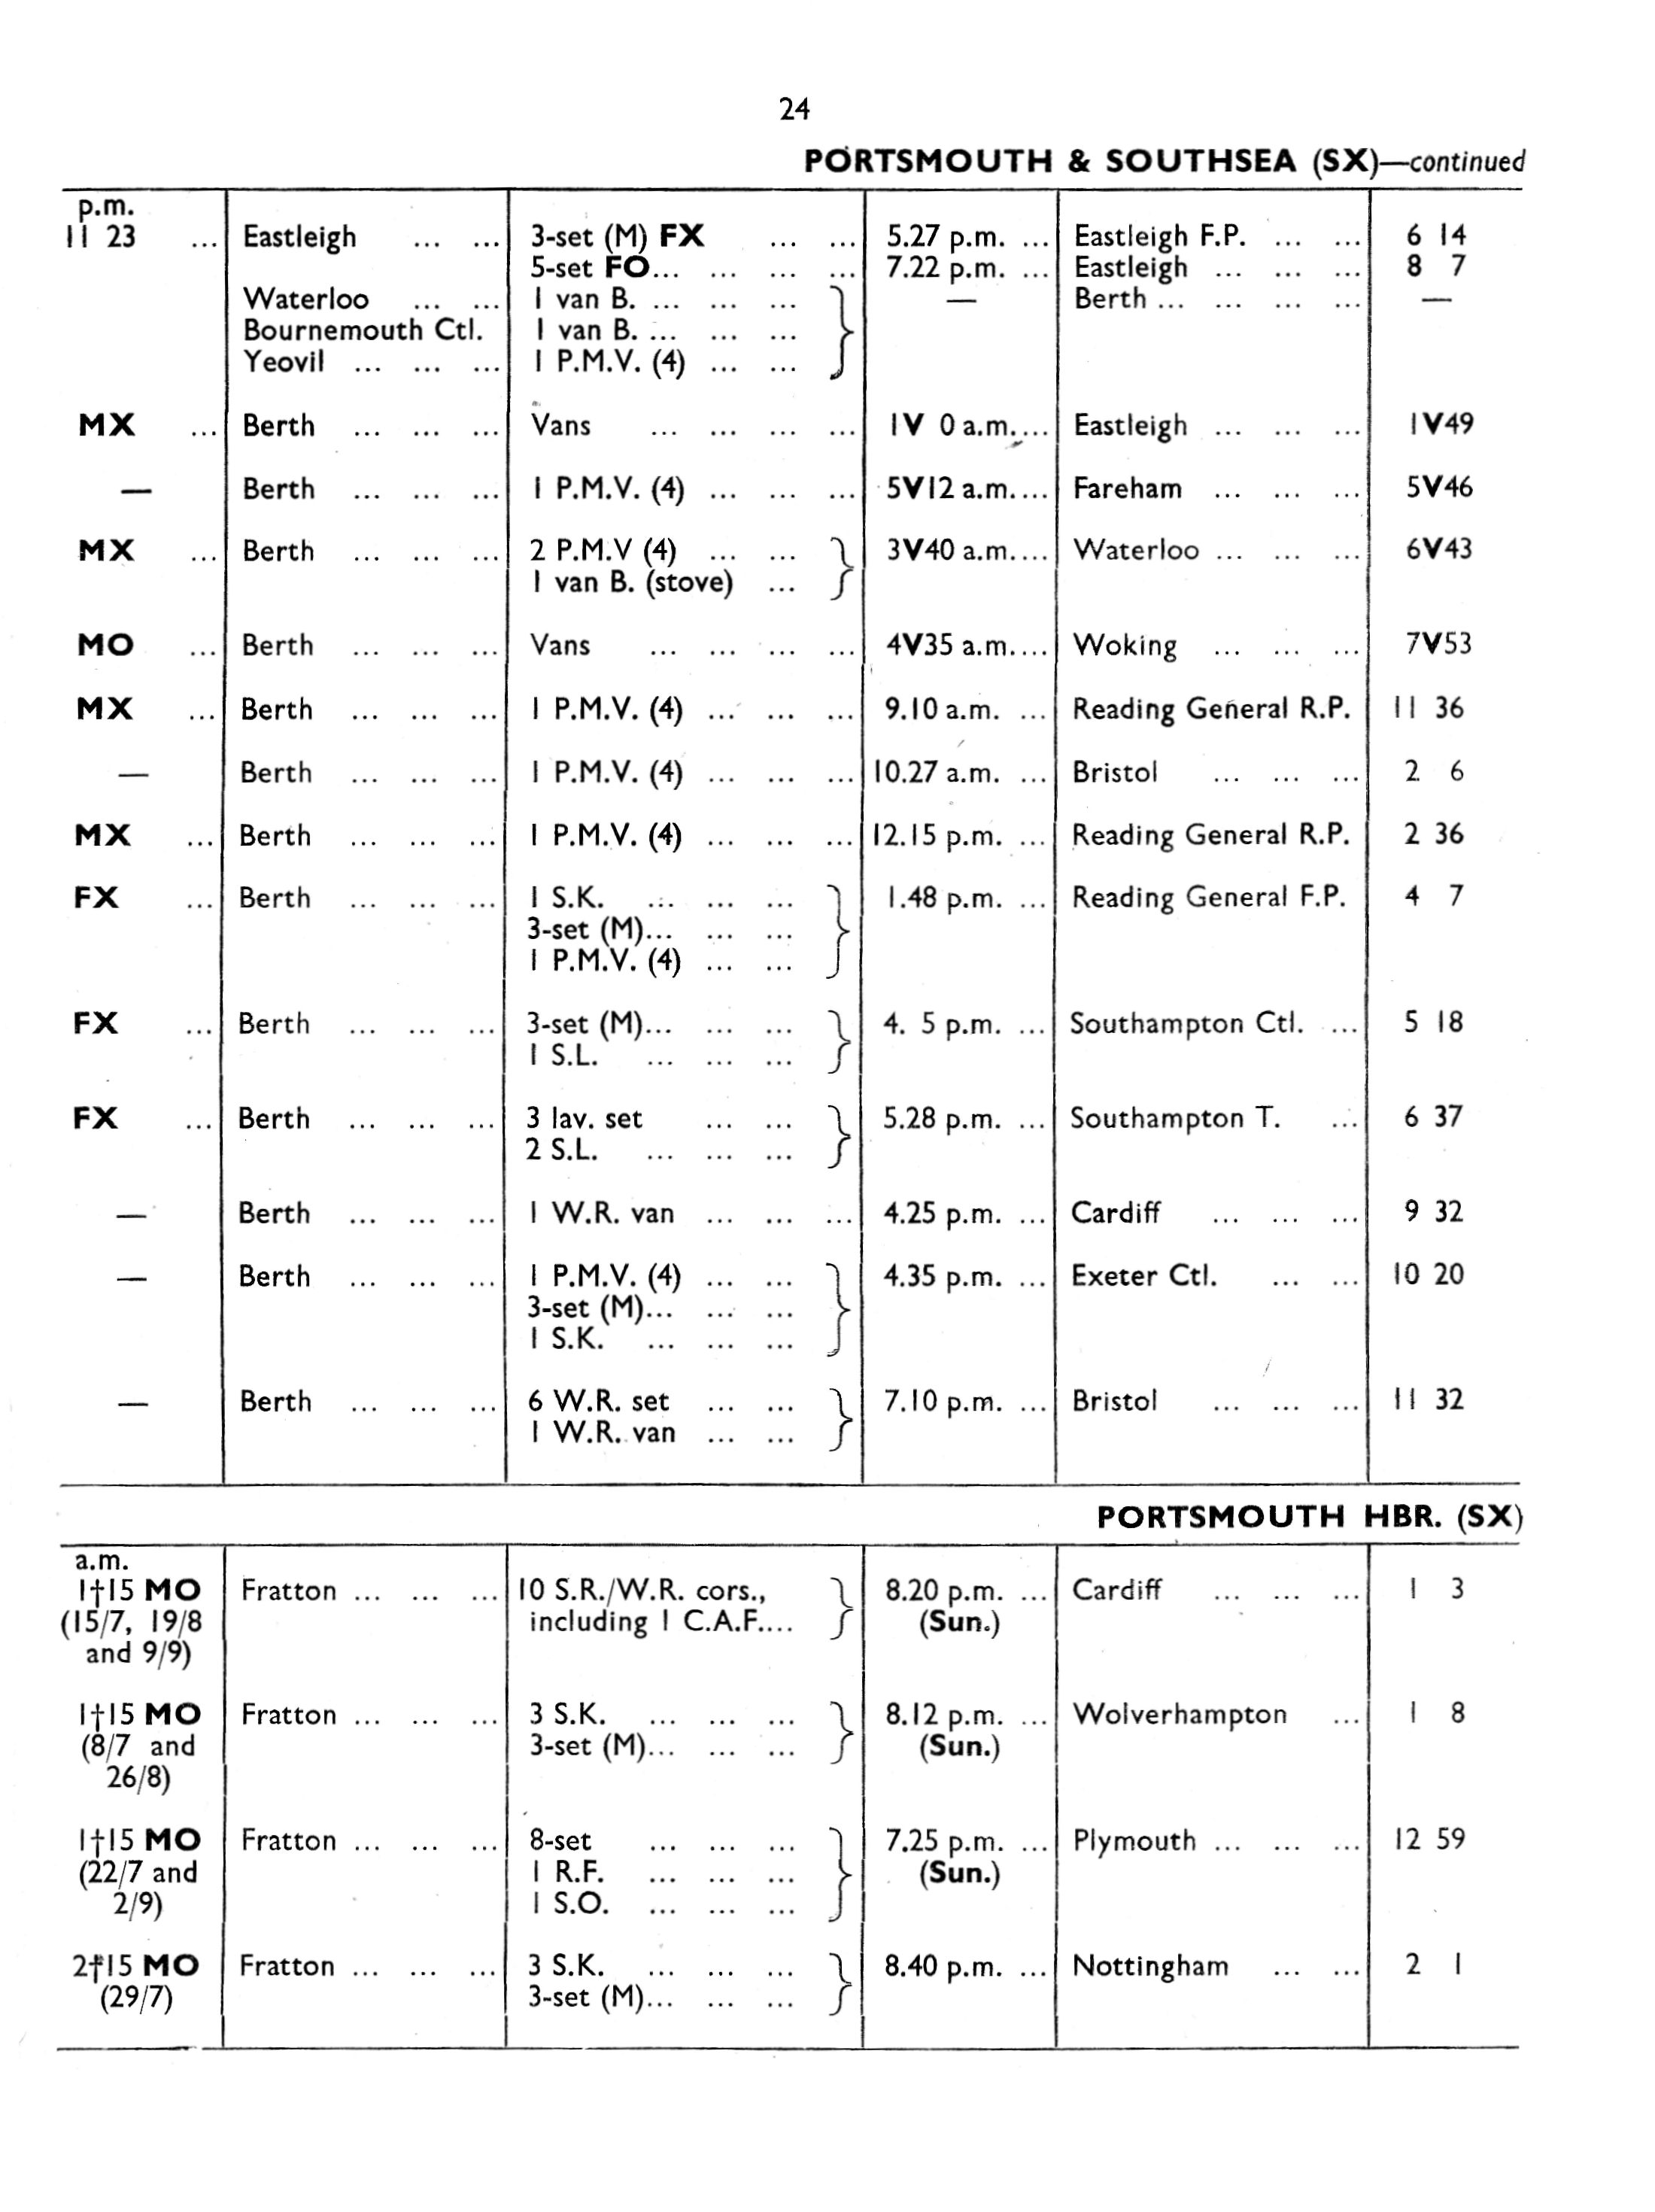 24
PORTSMOUTH & SOUTHSEA (SX)—continued
p.m.
11 23 ... Eastleigh ... ... 3-set (M) FX ... ... 5.27 p.m. ... Eastleigh F.P. ... ... 6 14
5-set FO... ... ... ... 7.22 p.m. ... Eastleigh ... ... ... 8 7
Waterloo ... ... 1 van B. ... ... ... — Berth ... ... ... ... —
Bournemouth Ctl. 1 van B. ... ... ...
Yeovil ... ... ... 1 P.M.V. (4) ... ...
MX ... Berth ... ... ... Vans ... ... ... ... 1V 0 a.m.... Eastleigh ... ... ... 1V49
— Berth ... ... ... 1 P.M.V. (4) ... ... ... 5V12 a.m.... Fareham ... ... ... 5V46
MX ... Berth ... ... ... 2 P.M.V (4) ... ... 3V40 a.m.... Waterloo ... ... ... 6V43
1 van B. (stove) ...
MO ... Berth ... ... ... Vans ... ... ... ... 4V35 a.m.... Woking ... ... ... 7V53
MX ... Berth ... ... ... 1 P.M.V. (4) ... ... ... 9.10 a.m. ... Reading General R.P. 11 36
— Berth ... ... ... 1 P.M.V. (4) ... ... ... 10.27 a.m. ... Bristol ... ... ... 2 6
MX ... Berth ... ... ... 1 P.M.V. (4) ... ... ... 12.15 p.m. ... Reading General R.P. 2 36
FX ... Berth ... ... ... 1 S.K. ... ... ... 1.48 p.m. ... Reading General F.P. 4 7
3-set (M)... ... ...
1 P.M.V. (4) ... ...
FX ... Berth ... ... ... 3-set (M)... ... ... 4. 5 p.m. ... Southampton Ctl. ... 5 18
1 S.L. ... ... ...
FX ... Berth ... ... ... 3 lav. set ... ... 5.28 p.m. ... Southampton T. ... 6 37
2 S.L. ... ... ...
— Berth ... ... ... 1 W.R. van ... ... ... 4.25 p.m. ... Cardiff ... ... ... 9 32
— Berth ... ... ... 1 P.M.V. (4) ... ... 4.35 p.m. ... Exeter Ctl. ... ... 10 20
3-set (M)... ... ...
1 S.K. ... ... ...
— Berth ... ... ... 6 W.R. set ... ... 7.10 p.m. ... Bristol ... ... ... 11 32
1 W.R. van ... ...
PORTSMOUTH HBR. (SX)
a.m.
1†15 MO Fratton ... ... ... 10 S.R./W.R. cors., 8.20 p.m. ... Cardiff ... ... ... 1 3
(15/7, 19/8 including 1 C.A.F.... (Sun.)
and 9/9)
1†15 MO Fratton ... ... ... 3 S.K. ... ... ... 8.12 p.m. ... Wolverhampton ... 1 8
(8/7 and 3-set (M)... ... ... (Sun.)
26/8)
1†15 MO Fratton ... ... ... 8-set ... ... ... 7.25 p.m. ... Plymouth ... ... ... 12 59
(22/7 and 1 R.F. ... ... ... (Sun.)
2/9) 1 S.O. ... ... ...
2†15 MO Fratton ... ... ... 3 S.K. ... ... ... 8.40 p.m. ... Nottingham ... ... 2 1
(29/7) 3-set (M)... ... ...